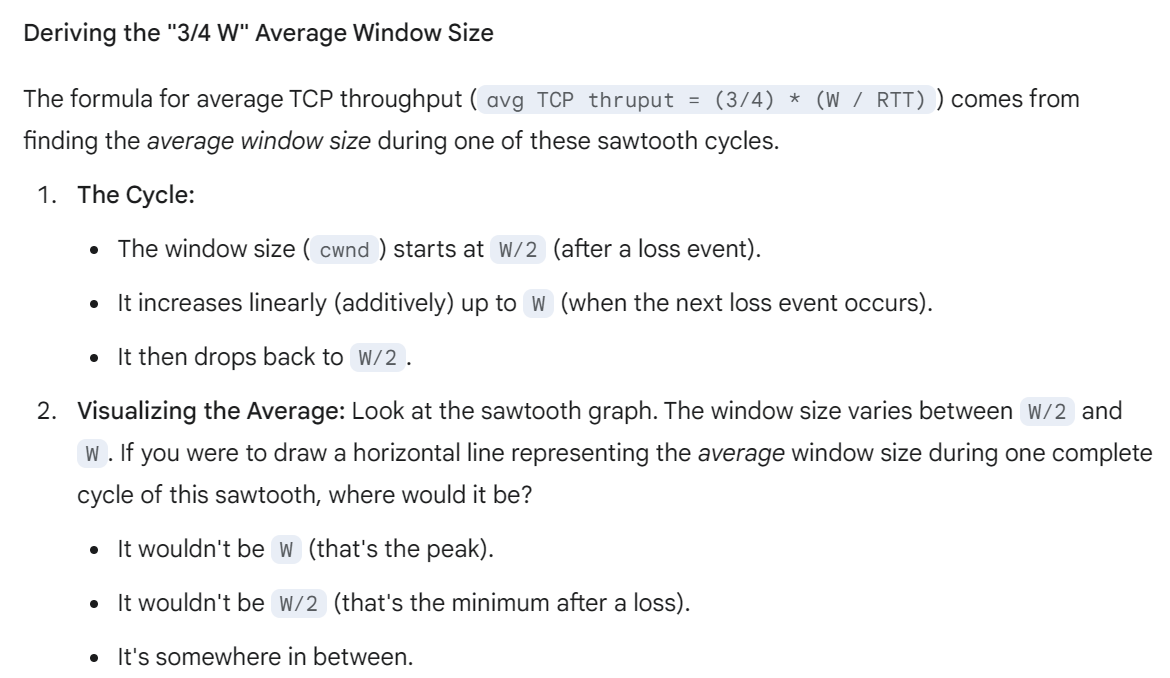 Deriving the "3/4 W" Average Window Size
The formula for average TCP throughput ( avg TCP thruput = (3/4) * (W / RTT) ) comes from
finding the average window size during one of these sawtooth cycles.
1. The Cycle:
• The window size ( cwnd ) starts at W/2 (after a loss event).
• It increases linearly (additively) up to W (when the next loss event occurs).
• It then drops back to W/2 .
2. Visualizing the Average: Look at the sawtooth graph. The window size varies between W/2 and
W . If you were to draw a horizontal line representing the average window size during one complete
cycle of this sawtooth, where would it be?
• It wouldn't be W (that's the peak).
• It wouldn't be W/2 (that's the minimum after a loss).
• It's somewhere in between.